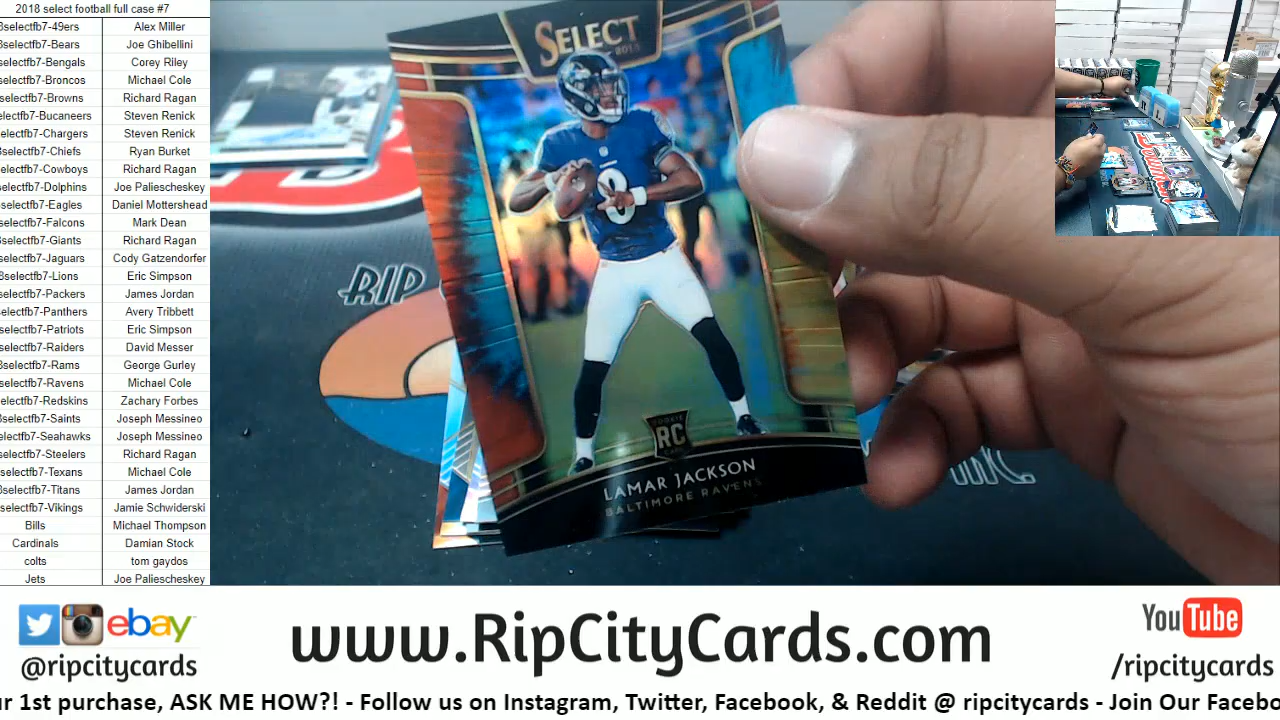 2018 select football full case #7
8selectfb7-49ers Alex Miller
8selectfb7-Bears Joe Ghibellini
selectfb7-Bengals Corey Riley
selectfb7-Broncos Michael Cole
selectfb7-Browns Richard Ragan
electfb7-Bucaneers Steven Renick
electfb7-Chargers Steven Renick
8selectfb7-Chiefs Ryan Burket
electfb7-Cowboys Richard Ragan
selectfb7-Dolphins Joe Paliescheskey
8selectfb7-Eagles Daniel Mottershead
selectfb7-Falcons Mark Dean
8selectfb7-Giants Richard Ragan
selectfb7-Jaguars Cody Gatzendorfer
8selectfb7-Lions Eric Simpson
selectfb7-Packers James Jordan
electfb7-Panthers Avery Tribbett
selectfb7-Patriots Eric Simpson
selectfb7-Raiders David Messer
8selectfb7-Rams George Gurley
selectfb7-Ravens Michael Cole
electfb7-Redskins Zachary Forbes
8selectfb7-Saints Joseph Messineo
electfb7-Seahawks Joseph Messineo
selectfb7-Steelers Richard Ragan
selectfb7-Texans Michael Cole
8selectfb7-Titans James Jordan
selectfb7-Vikings Jamie Schwiderski
Bills Michael Thompson
Cardinals Damian Stock
colts tom gaydos
Jets Joe Paliescheskey
SELECT
2018
8
RIP
ROOKIE
RC
CARD
LAMAR JACKSON
BALTIMORE RAVENS
ebay
@ripcitycards
www.RipCityCards.com
YouTube
/ripcitycards
ur 1st purchase, ASK ME HOW?! - Follow us on Instagram, Twitter, Facebook, & Reddit @ ripcitycards - Join Our Facebo